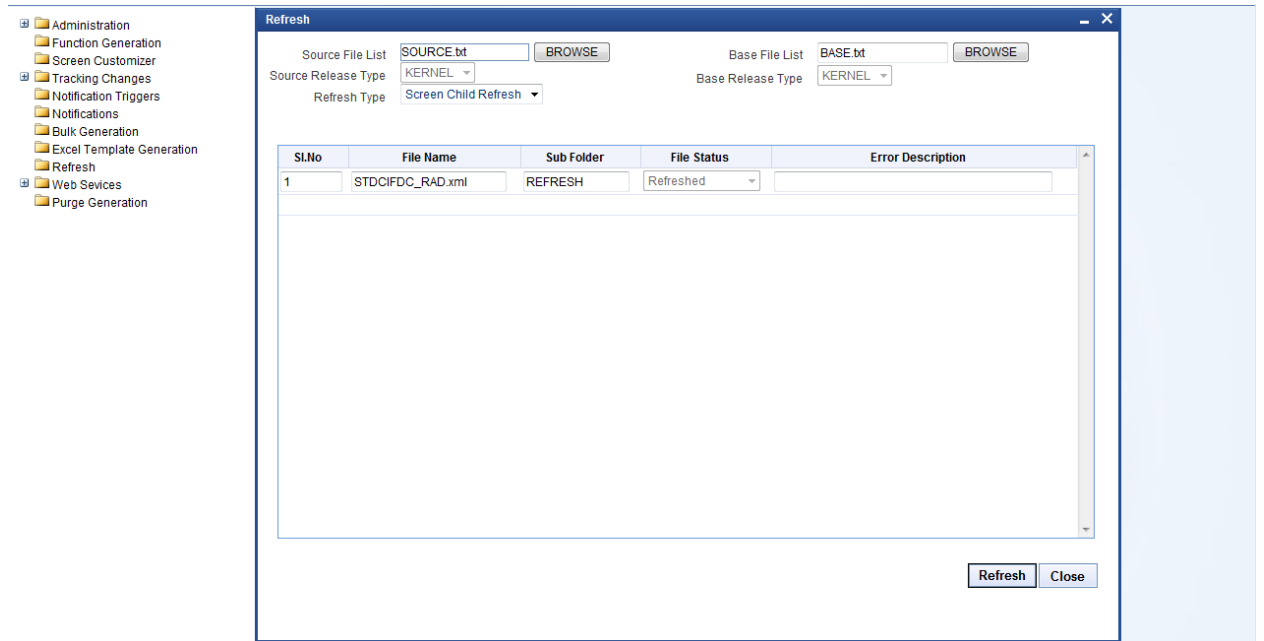 Administration
Function Generation
Screen Customizer
Tracking Changes
Notification Triggers
Notifications
Bulk Generation
Excel Template Generation
Refresh
Web Sevices
Purge Generation
Refresh
Source File List SOURCE.txt BROWSE Base File List BASE.txt BROWSE
Source Release Type KERNEL Base Release Type KERNEL
Refresh Type Screen Child Refresh
Sl.No File Name Sub Folder File Status Error Description
1 STDCIFDC_RAD.xml REFRESH Refreshed
Refresh Close